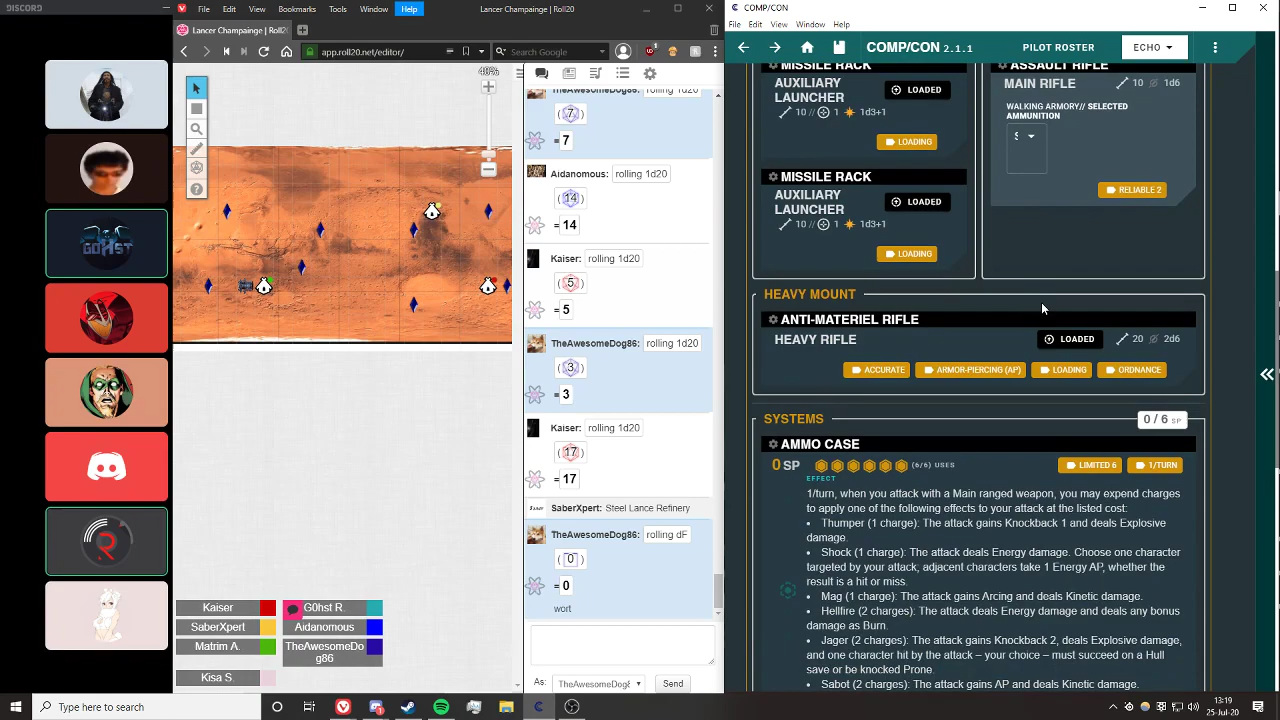 DISCORD
Menu
File
Edit
View
Bookmarks
Tools
Window
Help
Lancer Champainge | Roll20
app.roll20.net/editor/
Search Google
TheAwesomeDog86:
rolling 1d20
7
= 7
Aidanomous:
rolling 1d20
14
= 14
Kaiser:
rolling 1d20
5
= 5
TheAwesomeDog86:
rolling 1d20
3
= 3
Kaiser:
rolling 1d20
17
= 17
SaberXpert: Steel Lance Refinery
TheAwesomeDog86:
rolling dF
0
= 0
wort
As:
TheAwesomeDog86
Send
Kaiser
G0hst R.
SaberXpert
Aidanomous
Matrim A.
TheAwesomeDo
g86
Kisa S.
GOHST
COMP/CON
File
Edit
View
Window
Help
COMP/CON 2.1.1
PILOT ROSTER
ECHO
MISSILE RACK
AUXILIARY
LAUNCHER
LOADED
10 // 1 1d3+1
LOADING
MISSILE RACK
AUXILIARY
LAUNCHER
LOADED
10 // 1 1d3+1
LOADING
ASSAULT RIFLE
MAIN RIFLE
10 1d6
WALKING ARMORY// SELECTED
AMMUNITION
RELIABLE 2
HEAVY MOUNT
ANTI-MATERIEL RIFLE
HEAVY RIFLE
LOADED
20 2d6
ACCURATE
ARMOR-PIERCING (AP)
LOADING
ORDNANCE
SYSTEMS
0 / 6 SP
AMMO CASE
0 SP
(6/6) USES
LIMITED 6
1/TURN
EFFECT
1/turn, when you attack with a Main ranged weapon, you may expend charges
to apply one of the following effects to your attack at the listed cost:
• Thumper (1 charge): The attack gains Knockback 1 and deals Explosive
damage.
• Shock (1 charge): The attack deals Energy damage. Choose one character
targeted by your attack; adjacent characters take 1 Energy AP, whether the
result is a hit or miss.
• Mag (1 charge): The attack gains Arcing and deals Kinetic damage.
• Hellfire (2 charges): The attack deals Energy damage and deals any bonus
damage as Burn.
• Jager (2 charges): The attack gains Knockback 2, deals Explosive damage,
and one character hit by the attack – your choice – must succeed on a Hull
save or be knocked Prone.
• Sabot (2 charges): The attack gains AP and deals Kinetic damage.
Type here to search
13:19
25-Jul-20